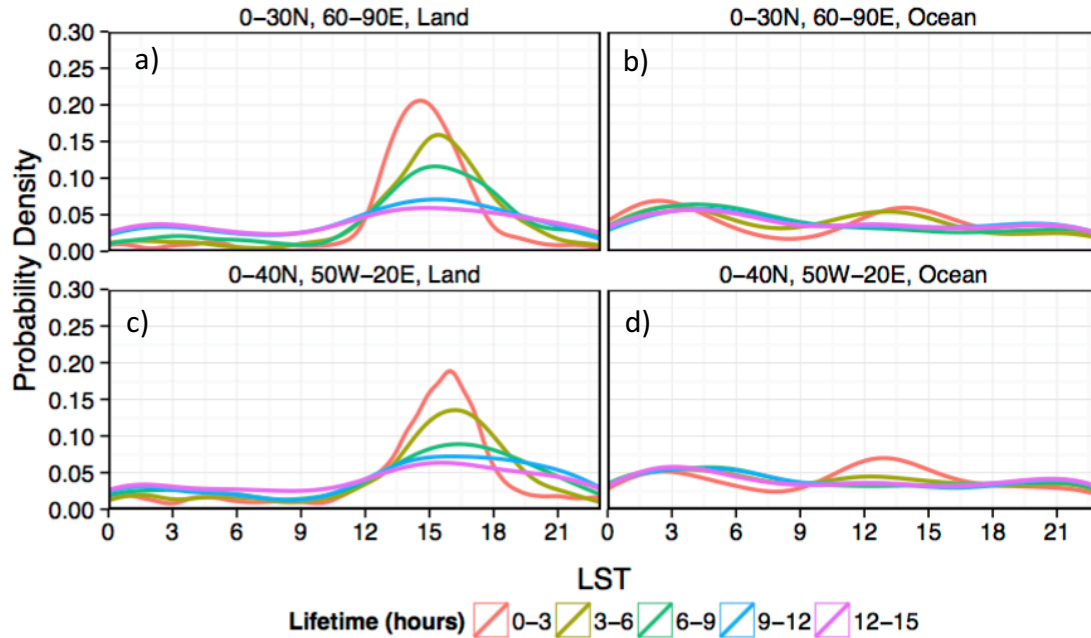 0–30N, 60–90E, Land
0–30N, 60–90E, Ocean
0.30
0.25
0.20
0.15
0.10
0.05
0.00
a)
b)
Probability Density
0–40N, 50W–20E, Land
0–40N, 50W–20E, Ocean
0.30
0.25
0.20
0.15
0.10
0.05
0.00
c)
d)
0 3 6 9 12 15 18 21
0 3 6 9 12 15 18 21
LST
Lifetime (hours) 0–3 3–6 6–9 9–12 12–15